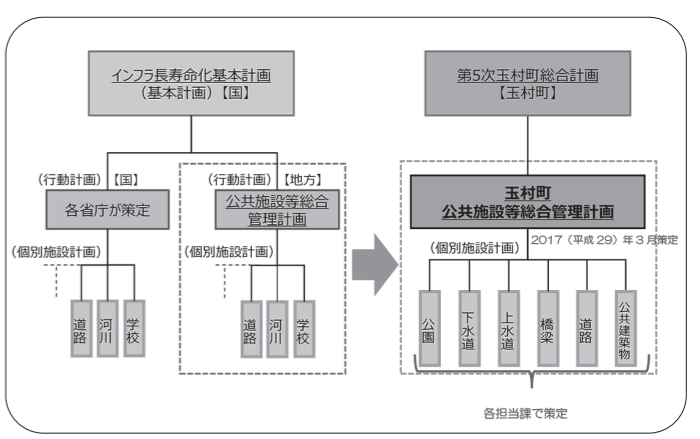 インフラ長寿命化基本計画
（基本計画）【国】
（行動計画）【国】
各省庁が策定
（個別施設計画）
道路
河川
学校
（行動計画）【地方】
公共施設等総合
管理計画
（個別施設計画）
道路
河川
学校
第5次玉村町総合計画
【玉村町】
玉村町
公共施設等総合管理計画
2017（平成 29）年 3 月策定
（個別施設計画）
公園
下水道
上水道
橋梁
道路
公共建築物
各担当課で策定